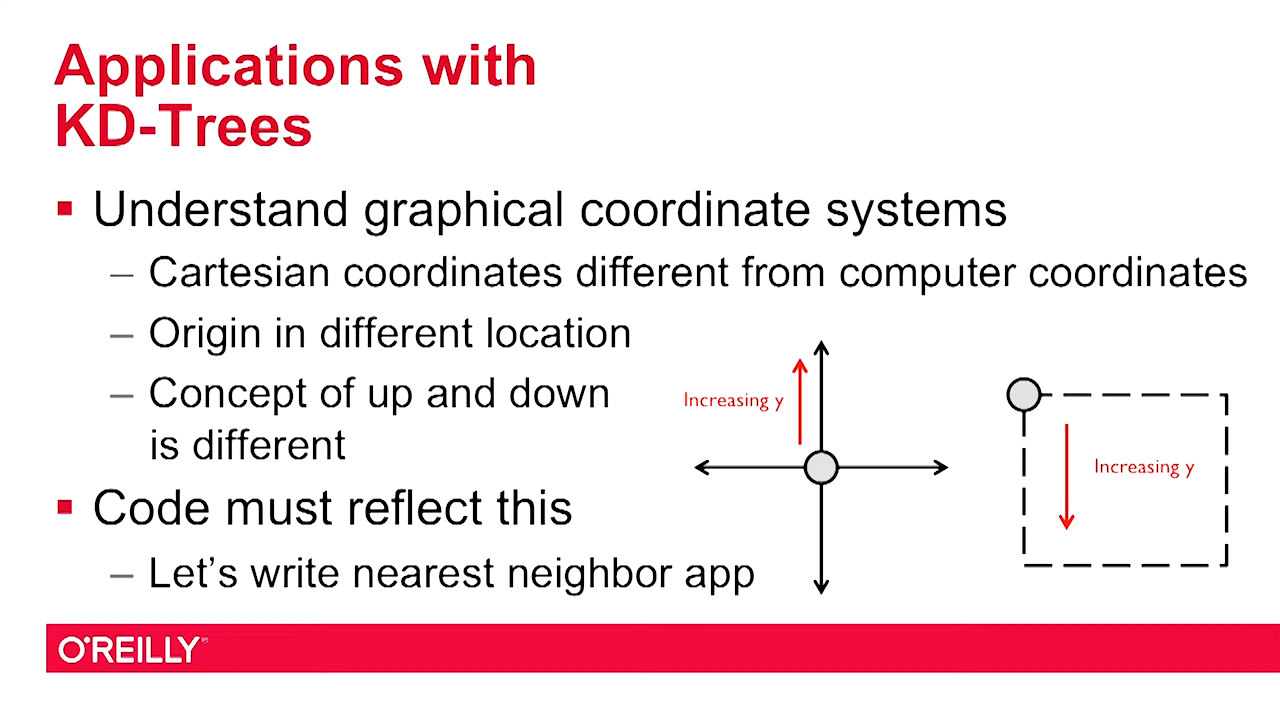 Applications with
KD-Trees
▪ Understand graphical coordinate systems
– Cartesian coordinates different from computer coordinates
– Origin in different location
– Concept of up and down
is different
Increasing y
Increasing y
▪ Code must reflect this
– Let's write nearest neighbor app
O'REILLY®